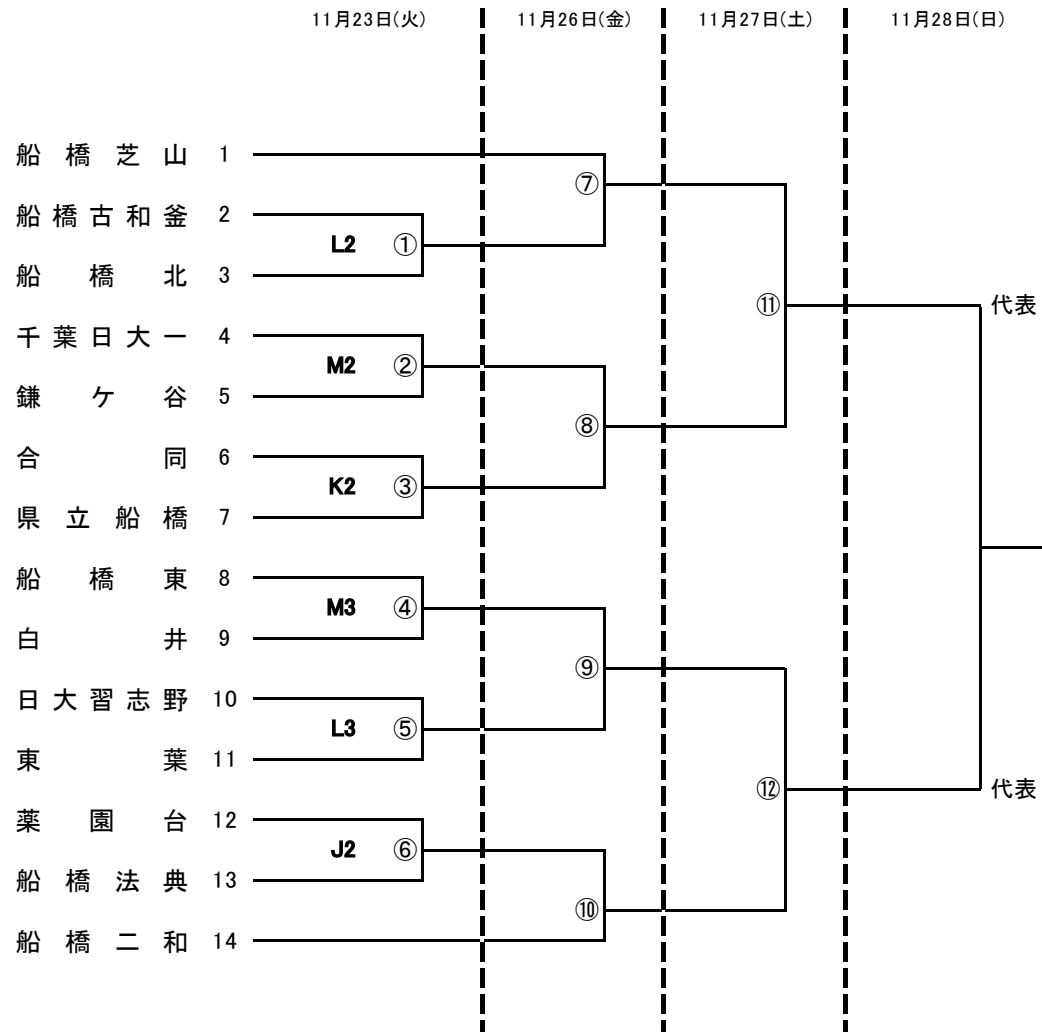 11月23日(火) 11月26日(金) 11月27日(土) 11月28日(日)
船橋芝山 1
⑦
船橋古和釜 2
L2 ①
船橋北 3
⑪ 代表
千葉日大一 4
M2 ②
鎌ケ谷 5
⑧
合同 6
K2 ③
県立船橋 7
船橋東 8
M3 ④
白井 9
⑨
日大習志野 10
L3 ⑤
東葉 11
⑫ 代表
薬園台 12
J2 ⑥
船橋法典 13
⑩
船橋二和 14